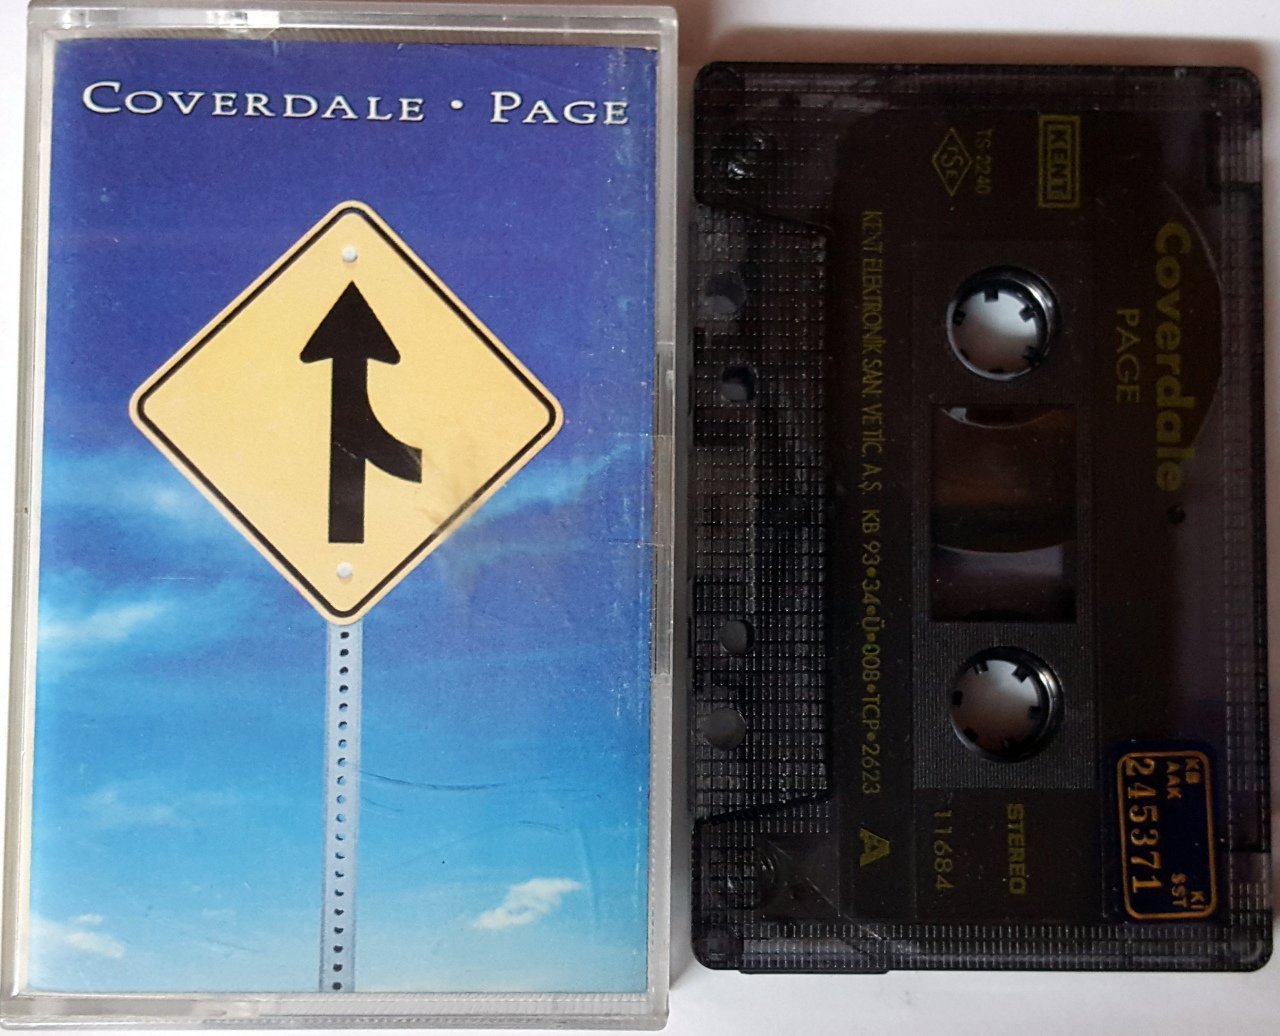 COVERDALE • PAGE
KENT
TS 2240
TSE
Coverdale •
PAGE
KENT ELEKTRONİK SAN. VE TİC. A.Ş. KB 93•34•Ü•008•TCP•2623
A
STEREO
11684
KB KI
AAK SST
245371